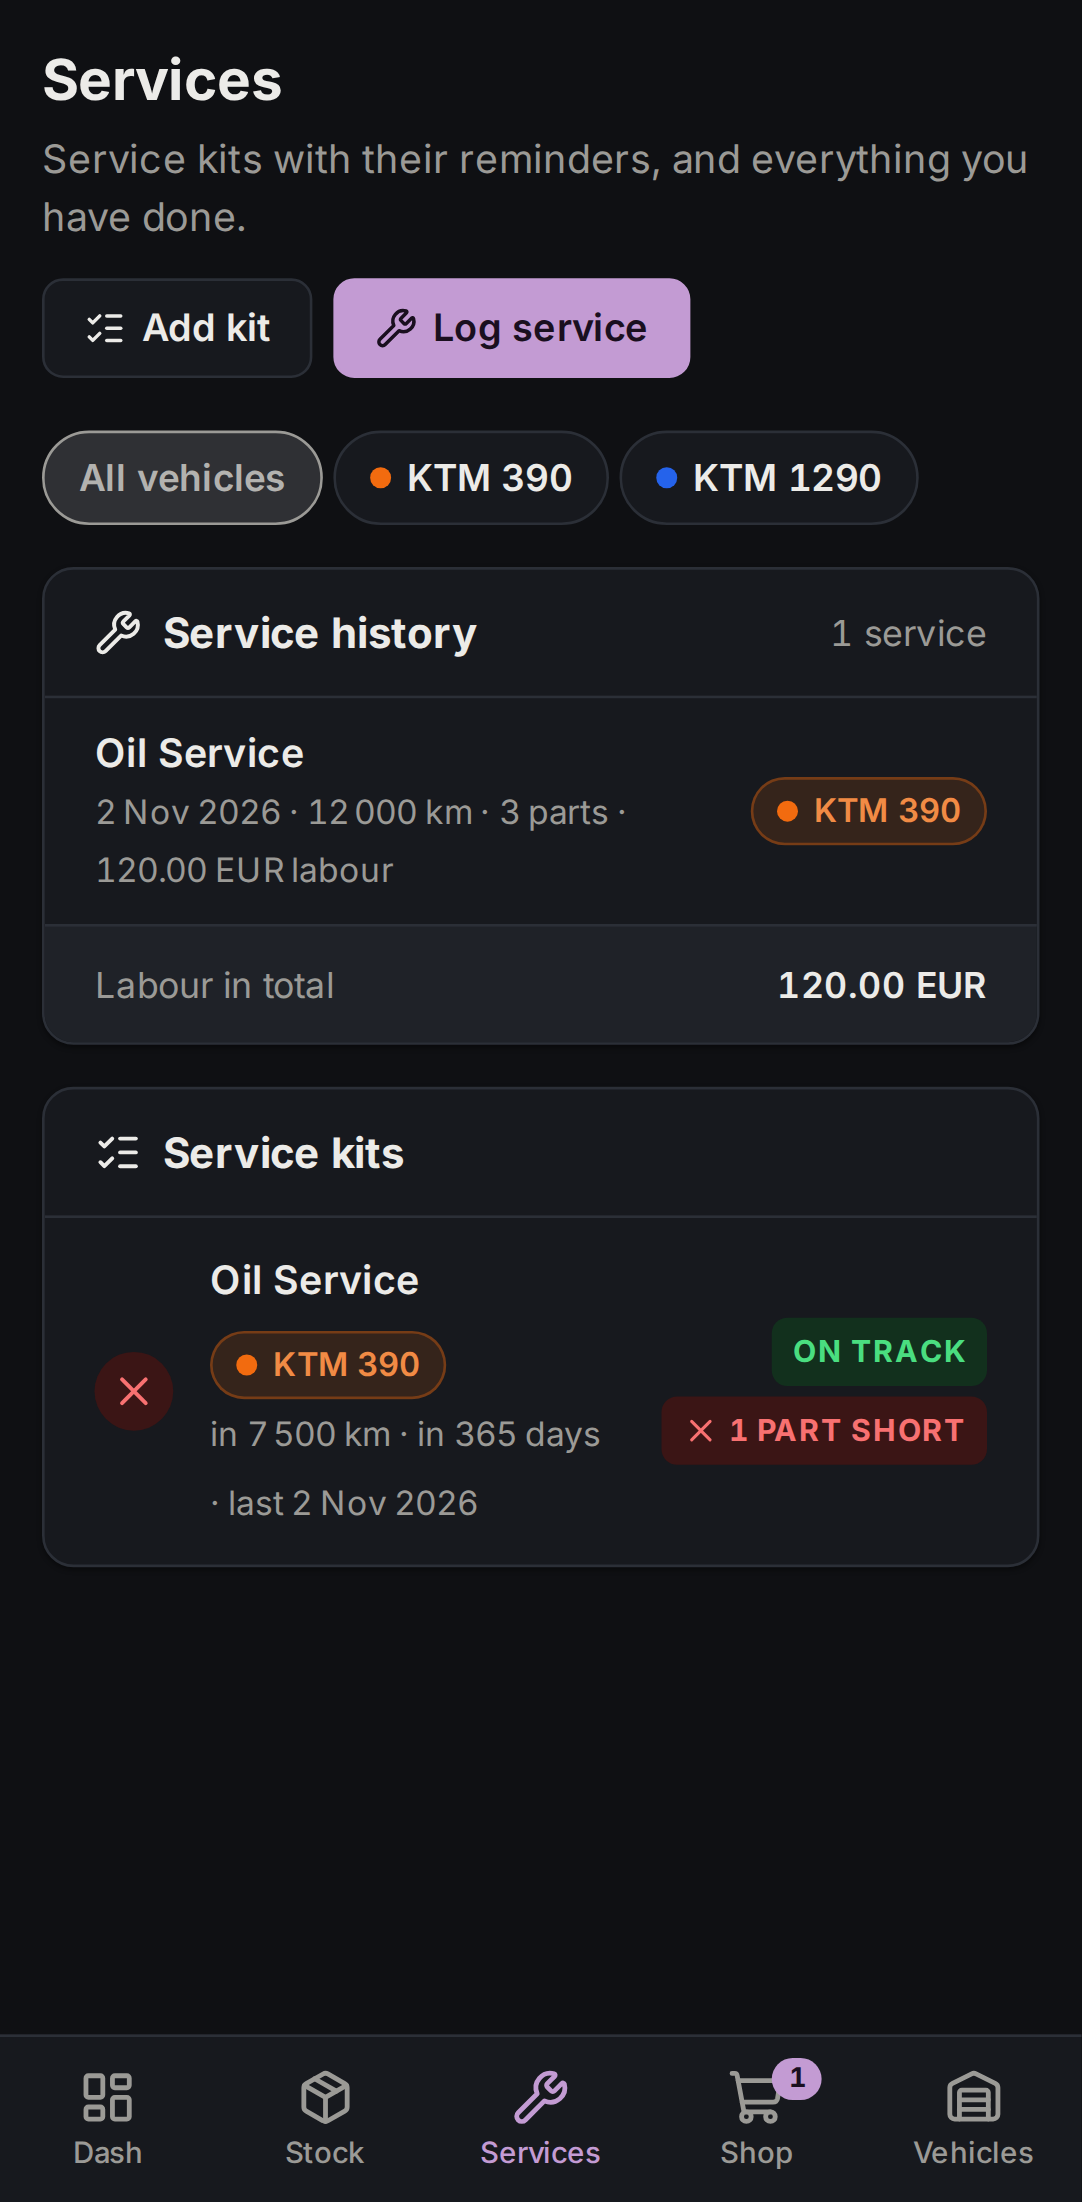 Services
Service kits with their reminders, and everything you
have done.
Add kit
Log service
All vehicles
KTM 390
KTM 1290
Service history
1 service
Oil Service
2 Nov 2026 · 12 000 km · 3 parts ·
120.00 EUR labour
KTM 390
Labour in total
120.00 EUR
Service kits
Oil Service
KTM 390
in 7 500 km · in 365 days
· last 2 Nov 2026
ON TRACK
1 PART SHORT
Dash
Stock
Services
1
Shop
Vehicles